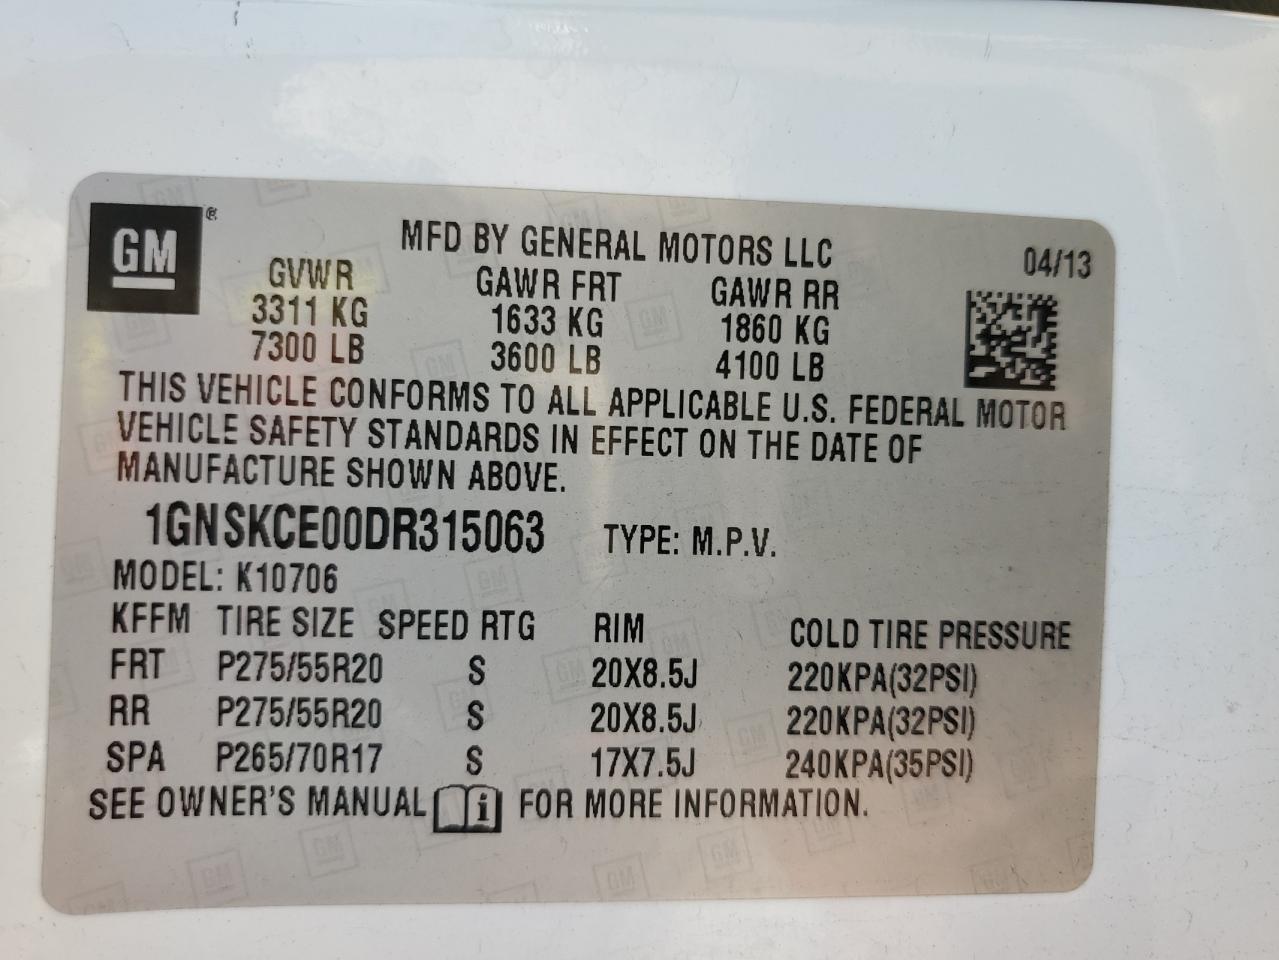 GM ®
MFD BY GENERAL MOTORS LLC 04/13
GVWR GAWR FRT GAWR RR
3311 KG 1633 KG 1860 KG
7300 LB 3600 LB 4100 LB
THIS VEHICLE CONFORMS TO ALL APPLICABLE U.S. FEDERAL MOTOR
VEHICLE SAFETY STANDARDS IN EFFECT ON THE DATE OF
MANUFACTURE SHOWN ABOVE.
1GNSKCE00DR315063 TYPE: M.P.V.
MODEL: K10706
KFFM TIRE SIZE SPEED RTG RIM COLD TIRE PRESSURE
FRT P275/55R20 S 20X8.5J 220KPA(32PSI)
RR P275/55R20 S 20X8.5J 220KPA(32PSI)
SPA P265/70R17 S 17X7.5J 240KPA(35PSI)
SEE OWNER'S MANUAL i FOR MORE INFORMATION.